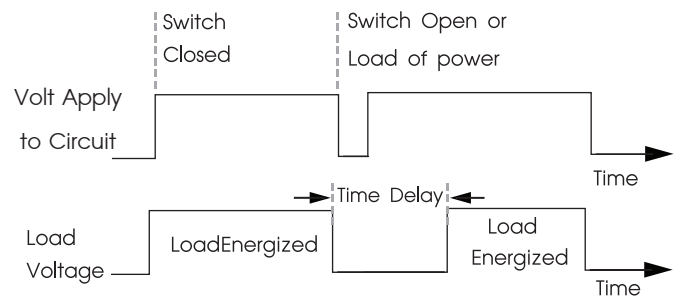 Switch
Closed
Switch Open or
Load of power
Volt Apply
to Circuit
Time
Time Delay
Load
Voltage
LoadEnergized
Load
Energized
Time